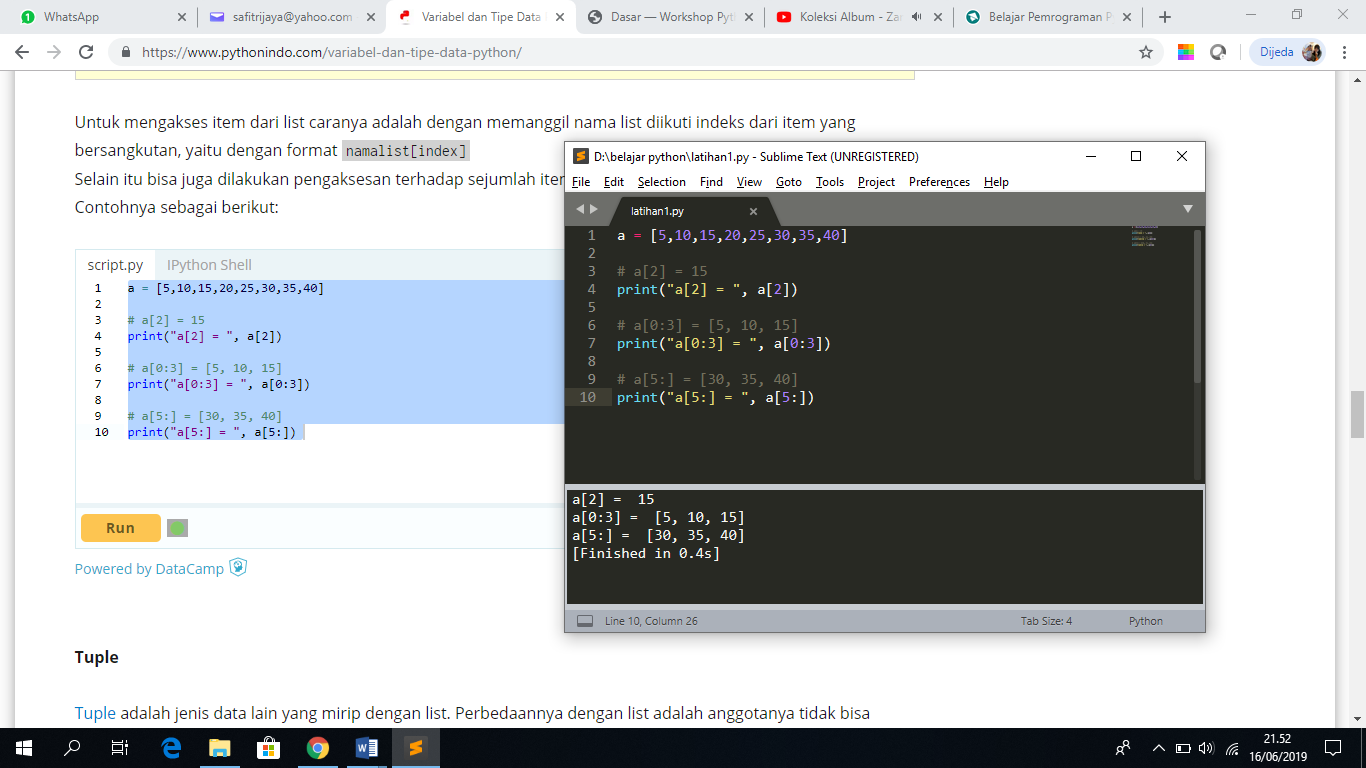 WhatsApp
safitrijaya@yahoo.com
Variabel dan Tipe Data
Dasar — Workshop Pyt
Koleksi Album - Za
Belajar Pemrograman P
https://www.pythonindo.com/variabel-dan-tipe-data-python/
Dijeda
Untuk mengakses item dari list caranya adalah dengan memanggil nama list diikuti indeks dari item yang
bersangkutan, yaitu dengan format namalist[index]
Selain itu bisa juga dilakukan pengaksesan terhadap sejumlah iter
Contohnya sebagai berikut:
script.py
IPython Shell
1 a = [5,10,15,20,25,30,35,40]
2
3 # a[2] = 15
4 print("a[2] = ", a[2])
5
6 # a[0:3] = [5, 10, 15]
7 print("a[0:3] = ", a[0:3])
8
9 # a[5:] = [30, 35, 40]
10 print("a[5:] = ", a[5:])
Run
Powered by DataCamp
Tuple
Tuple adalah jenis data lain yang mirip dengan list. Perbedaannya dengan list adalah anggotanya tidak bisa
D:\belajar python\latihan1.py - Sublime Text (UNREGISTERED)
File Edit Selection Find View Goto Tools Project Preferences Help
latihan1.py
1 a = [5,10,15,20,25,30,35,40]
2
3 # a[2] = 15
4 print("a[2] = ", a[2])
5
6 # a[0:3] = [5, 10, 15]
7 print("a[0:3] = ", a[0:3])
8
9 # a[5:] = [30, 35, 40]
10 print("a[5:] = ", a[5:])
a[2] =  15
a[0:3] =  [5, 10, 15]
a[5:] =  [30, 35, 40]
[Finished in 0.4s]
Line 10, Column 26
Tab Size: 4
Python
21.52
16/06/2019